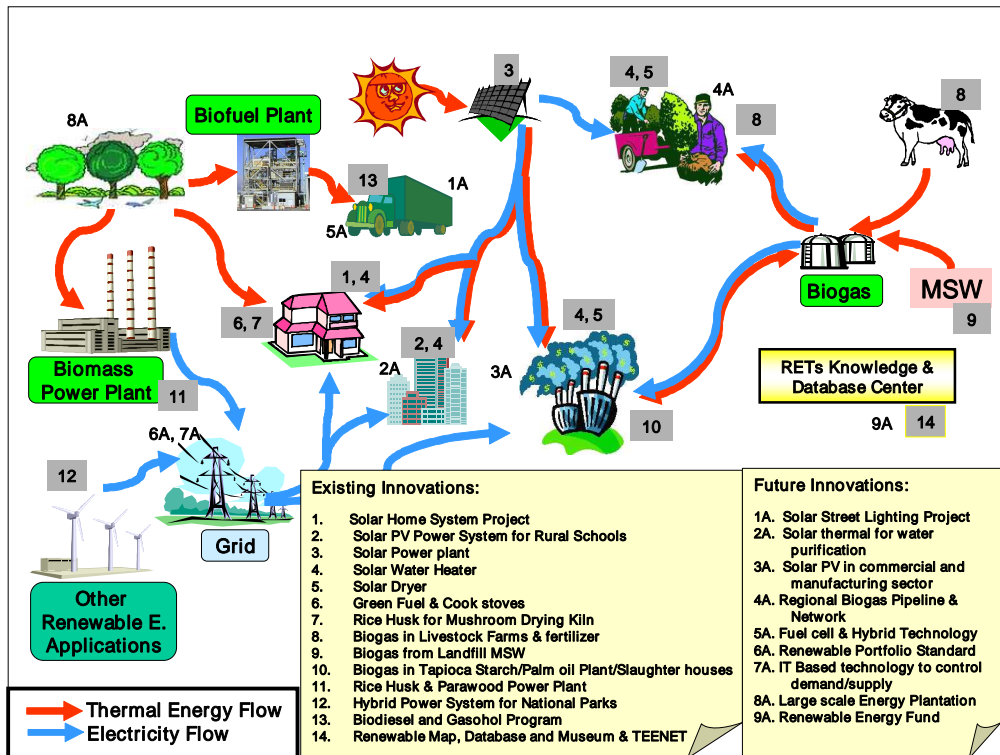 3
4, 5
4A
8
8
8A
Biofuel Plant
13
1A
5A
1, 4
6, 7
Biogas
MSW
9
4, 5
2, 4
2A
3A
10
Biomass
Power Plant
11
RETs Knowledge &
Database Center
9A
14
6A, 7A
12
Grid
Other
Renewable E.
Applications
Thermal Energy Flow
Electricity Flow
Existing Innovations:
1. Solar Home System Project
2. Solar PV Power System for Rural Schools
3. Solar Power plant
4. Solar Water Heater
5. Solar Dryer
6. Green Fuel & Cook stoves
7. Rice Husk for Mushroom Drying Kiln
8. Biogas in Livestock Farms & fertilizer
9. Biogas from Landfill MSW
10. Biogas in Tapioca Starch/Palm oil Plant/Slaughter houses
11. Rice Husk & Parawood Power Plant
12. Hybrid Power System for National Parks
13. Biodiesel and Gasohol Program
14. Renewable Map, Database and Museum & TEENET
Future Innovations:
1A. Solar Street Lighting Project
2A. Solar thermal for water
purification
3A. Solar PV in commercial and
manufacturing sector
4A. Regional Biogas Pipeline &
Network
5A. Fuel cell & Hybrid Technology
6A. Renewable Portfolio Standard
7A. IT Based technology to control
demand/supply
8A. Large scale Energy Plantation
9A. Renewable Energy Fund